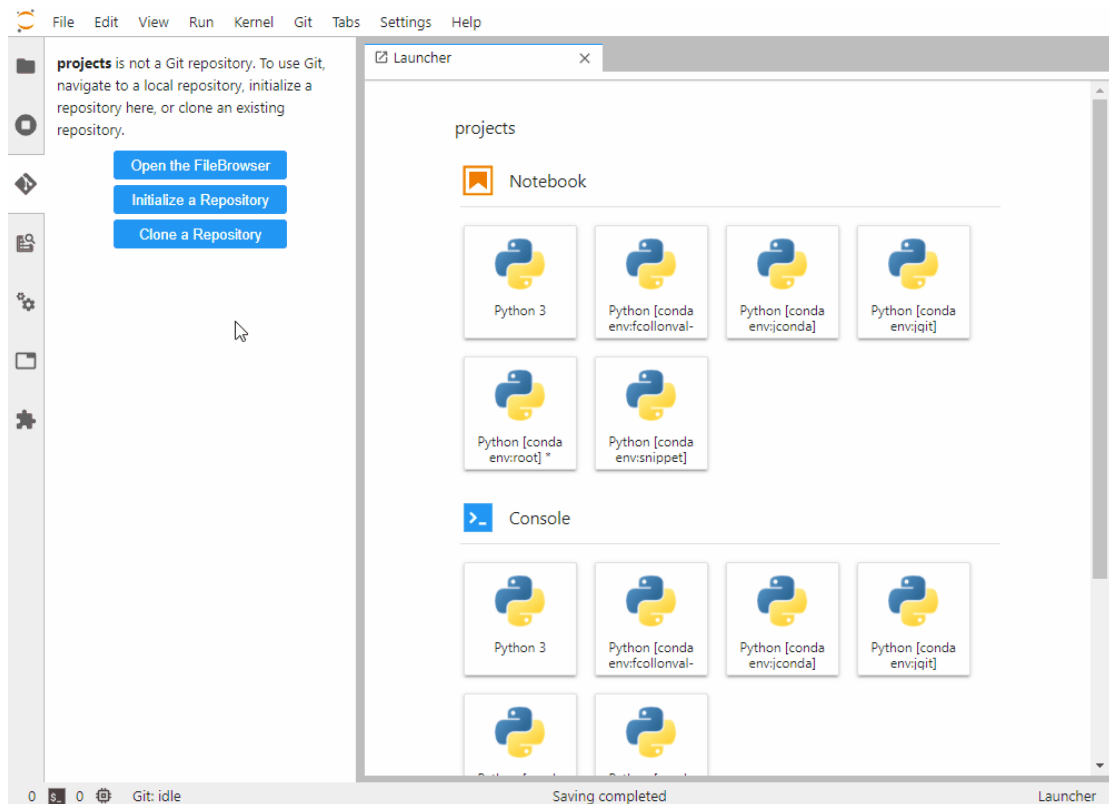 File Edit View Run Kernel Git Tabs Settings Help
projects is not a Git repository. To use Git,
navigate to a local repository, initialize a
repository here, or clone an existing
repository.
Open the FileBrowser
Initialize a Repository
Clone a Repository
Launcher
projects
Notebook
Python 3
Python [conda
env:fcollonval-
Python [conda
env:jconda]
Python [conda
env:jgit]
Python [conda
env:root] *
Python [conda
env:snippet]
Console
Python 3
Python [conda
env:fcollonval-
Python [conda
env:jconda]
Python [conda
env:jgit]
0 $_ 0 Git: idle Saving completed Launcher